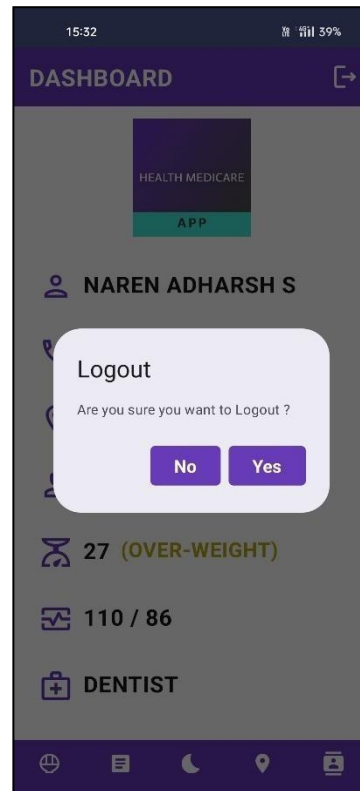 15:32 39%
DASHBOARD
HEALTH MEDICARE
APP
NAREN ADHARSH S
Logout
Are you sure you want to Logout ?
No Yes
27 (OVER-WEIGHT)
110 / 86
DENTIST